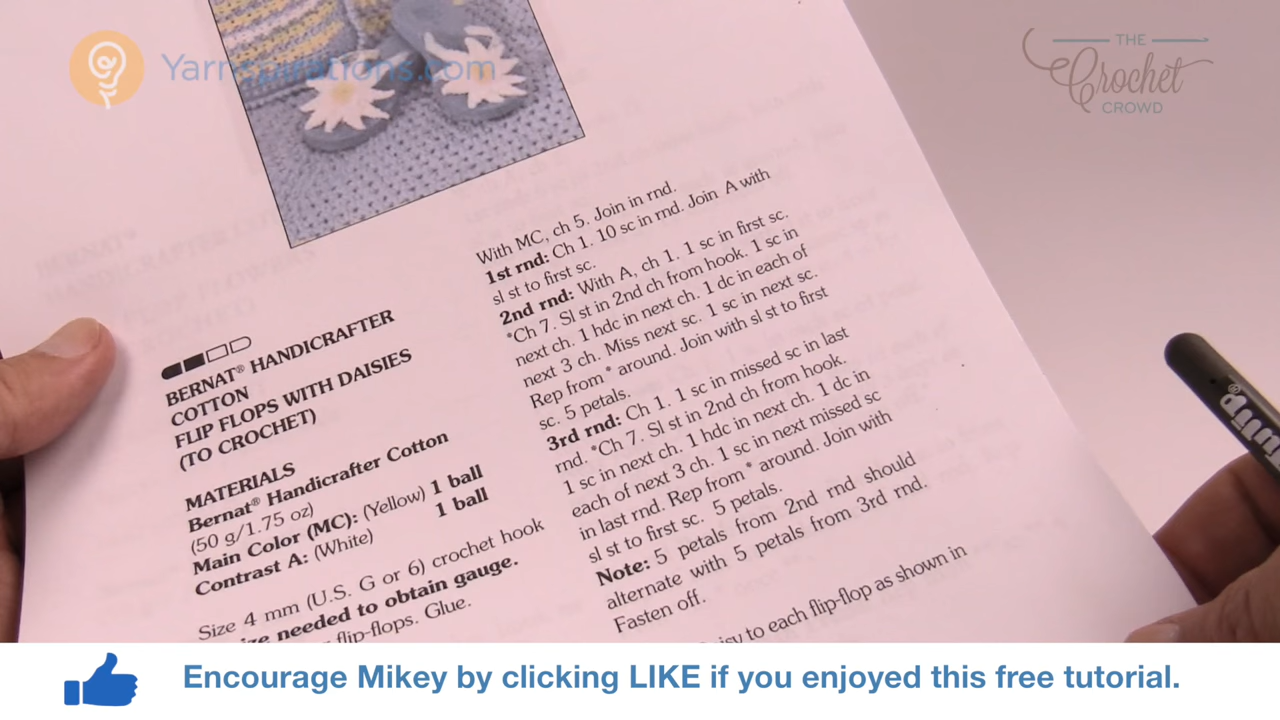 Yarnspirations.com
THE
Crochet
CROWD
BERNAT® HANDICRAFTER
COTTON
FLIP FLOPS WITH DAISIES
(TO CROCHET)
MATERIALS
Bernat® Handicrafter Cotton
(50 g/1.75 oz)
Main Color (MC): (Yellow) 1 ball
Contrast A: (White) 1 ball
Size 4 mm (U.S. G or 6) crochet hook
needed to obtain gauge.
flip-flops. Glue.
With MC, ch 5. Join in rnd.
1st rnd: Ch 1. 10 sc in rnd. Join A with
sl st to first sc.
2nd rnd: With A, ch 1. 1 sc in first sc.
*Ch 7. Sl st in 2nd ch from hook. 1 sc in
next ch. 1 hdc in next ch. 1 dc in each of
next 3 ch. Miss next sc. 1 sc in next sc.
Rep from * around. Join with sl st to first
sc. 5 petals.
3rd rnd: Ch 1. 1 sc in missed sc in last
rnd. *Ch 7. Sl st in 2nd ch from hook.
1 sc in next ch. 1 hdc in next ch. 1 dc in
each of next 3 ch. 1 sc in next missed sc
in last rnd. Rep from * around. Join with
sl st to first sc. 5 petals.
Note: 5 petals from 2nd rnd should
alternate with 5 petals from 3rd rnd.
Fasten off.
to each flip-flop as shown in
Encourage Mikey by clicking LIKE if you enjoyed this free tutorial.